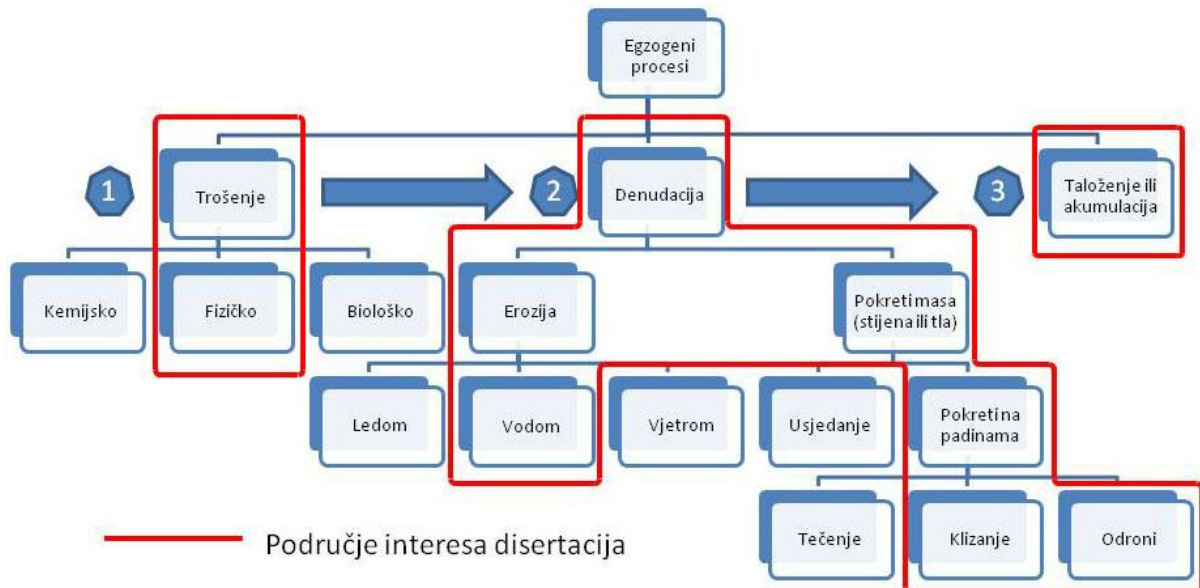 Egzogeni
procesi
1
Trošenje
2
Denudacija
3
Taloženje ili
akumulacija
Kemijsko
Fizičko
Biološko
Erozija
Pokreti masa
(stijena ili tla)
Ledom
Vodom
Vjetrom
Usjedanje
Pokreti na
padinama
Tečenje
Klizanje
Odroni
Područje interesa disertacija